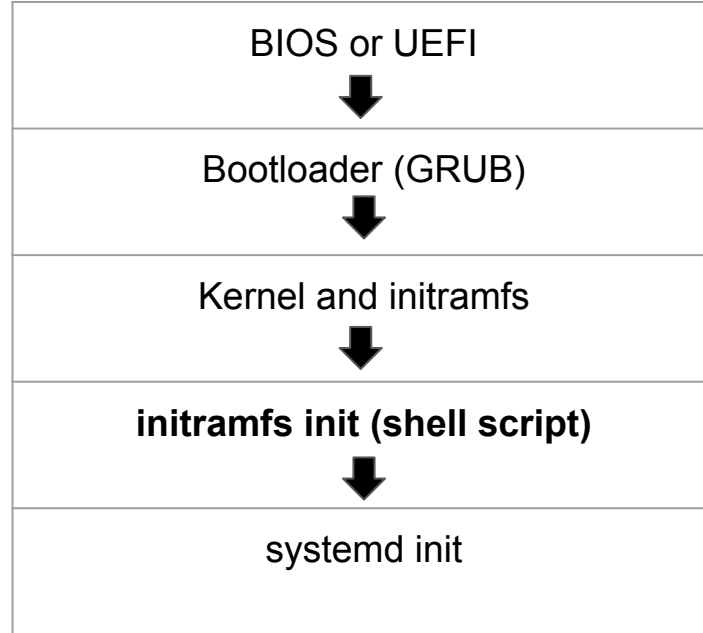 BIOS or UEFI
Bootloader (GRUB)
Kernel and initramfs
initramfs init (shell script)
systemd init